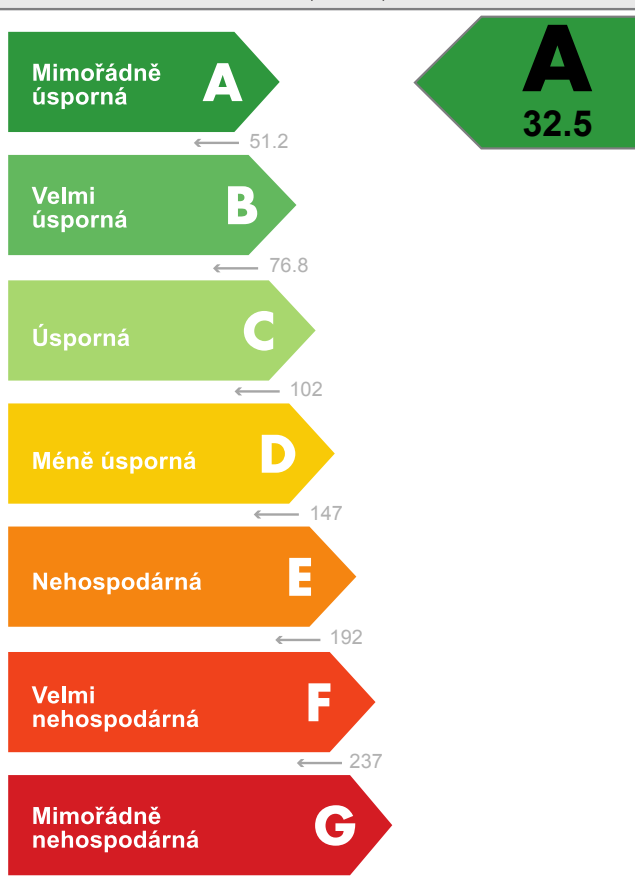 Mimořádně
úsporná
A
A
32.5
51.2
Velmi
úsporná
B
76.8
Úsporná
C
102
Méně úsporná
D
147
Nehospodárná
E
192
Velmi
nehospodárná
F
237
Mimořádně
nehospodárná
G